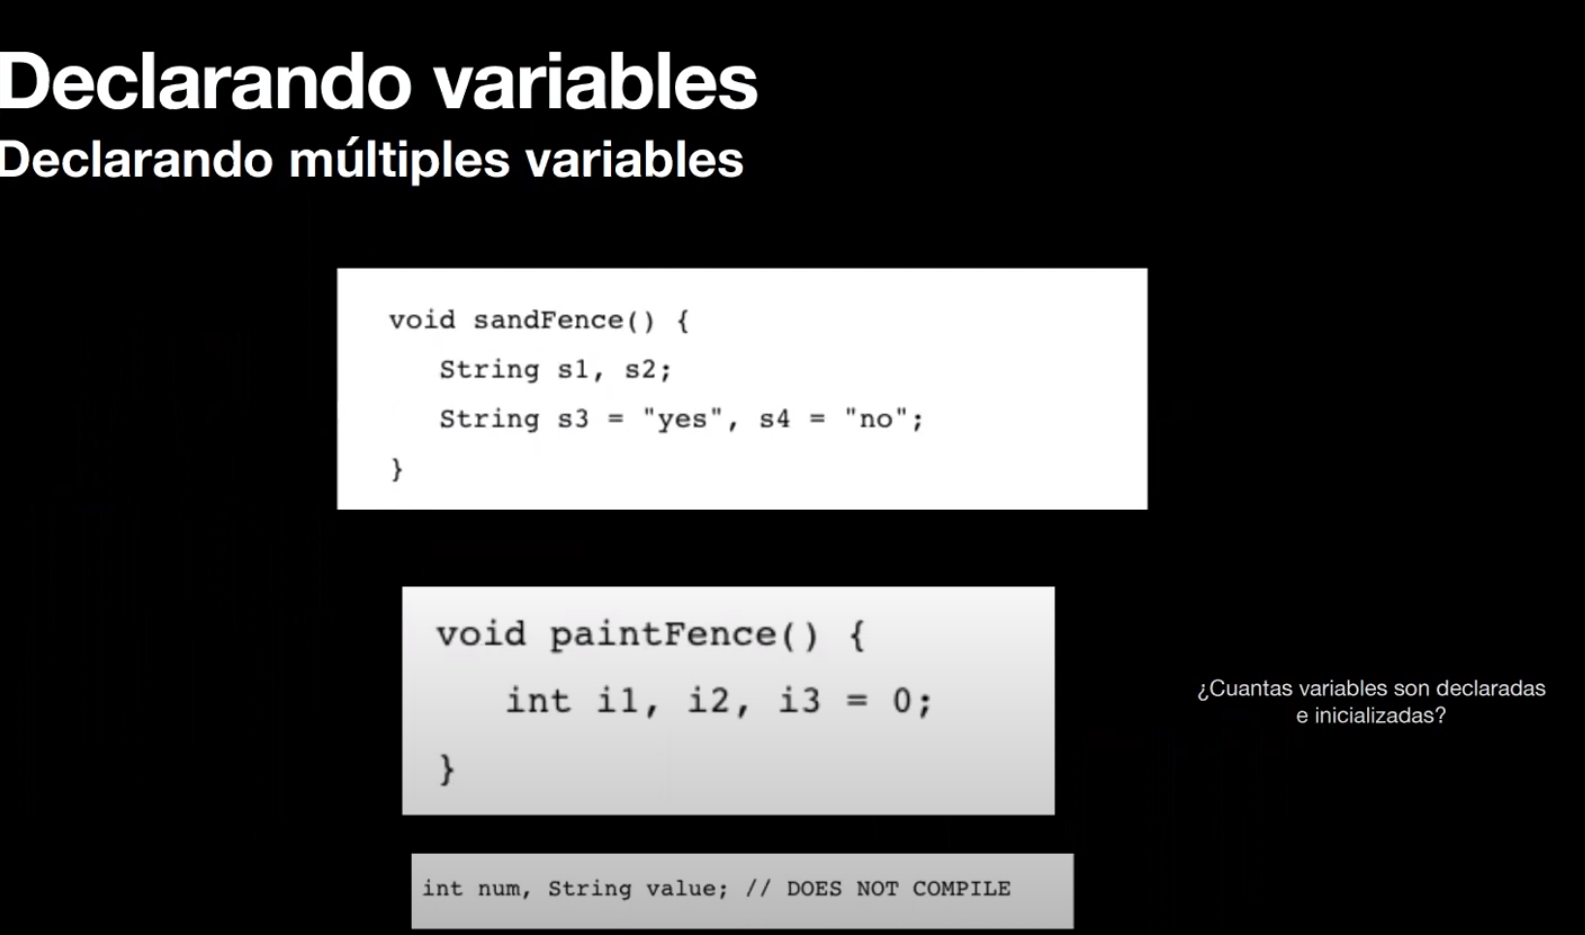 Declarando variables
Declarando múltiples variables
void sandFence() {
String s1, s2;
String s3 = "yes", s4 = "no";
}
void paintFence() {
int i1, i2, i3 = 0;
}
¿Cuantas variables son declaradas
e inicializadas?
int num, String value; // DOES NOT COMPILE